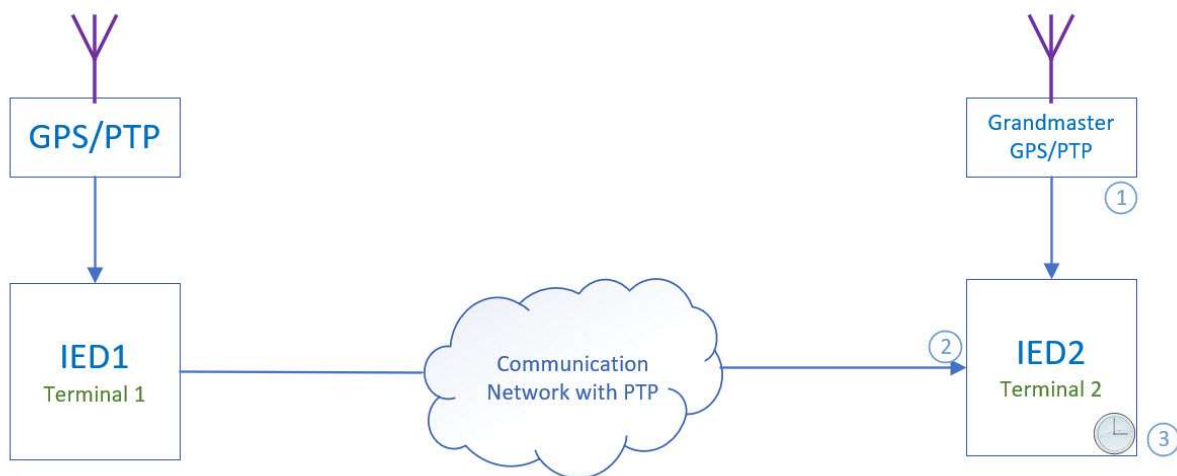 GPS/PTP
Grandmaster
GPS/PTP
1
IED1
Terminal 1
Communication
Network with PTP
2
IED2
Terminal 2
3